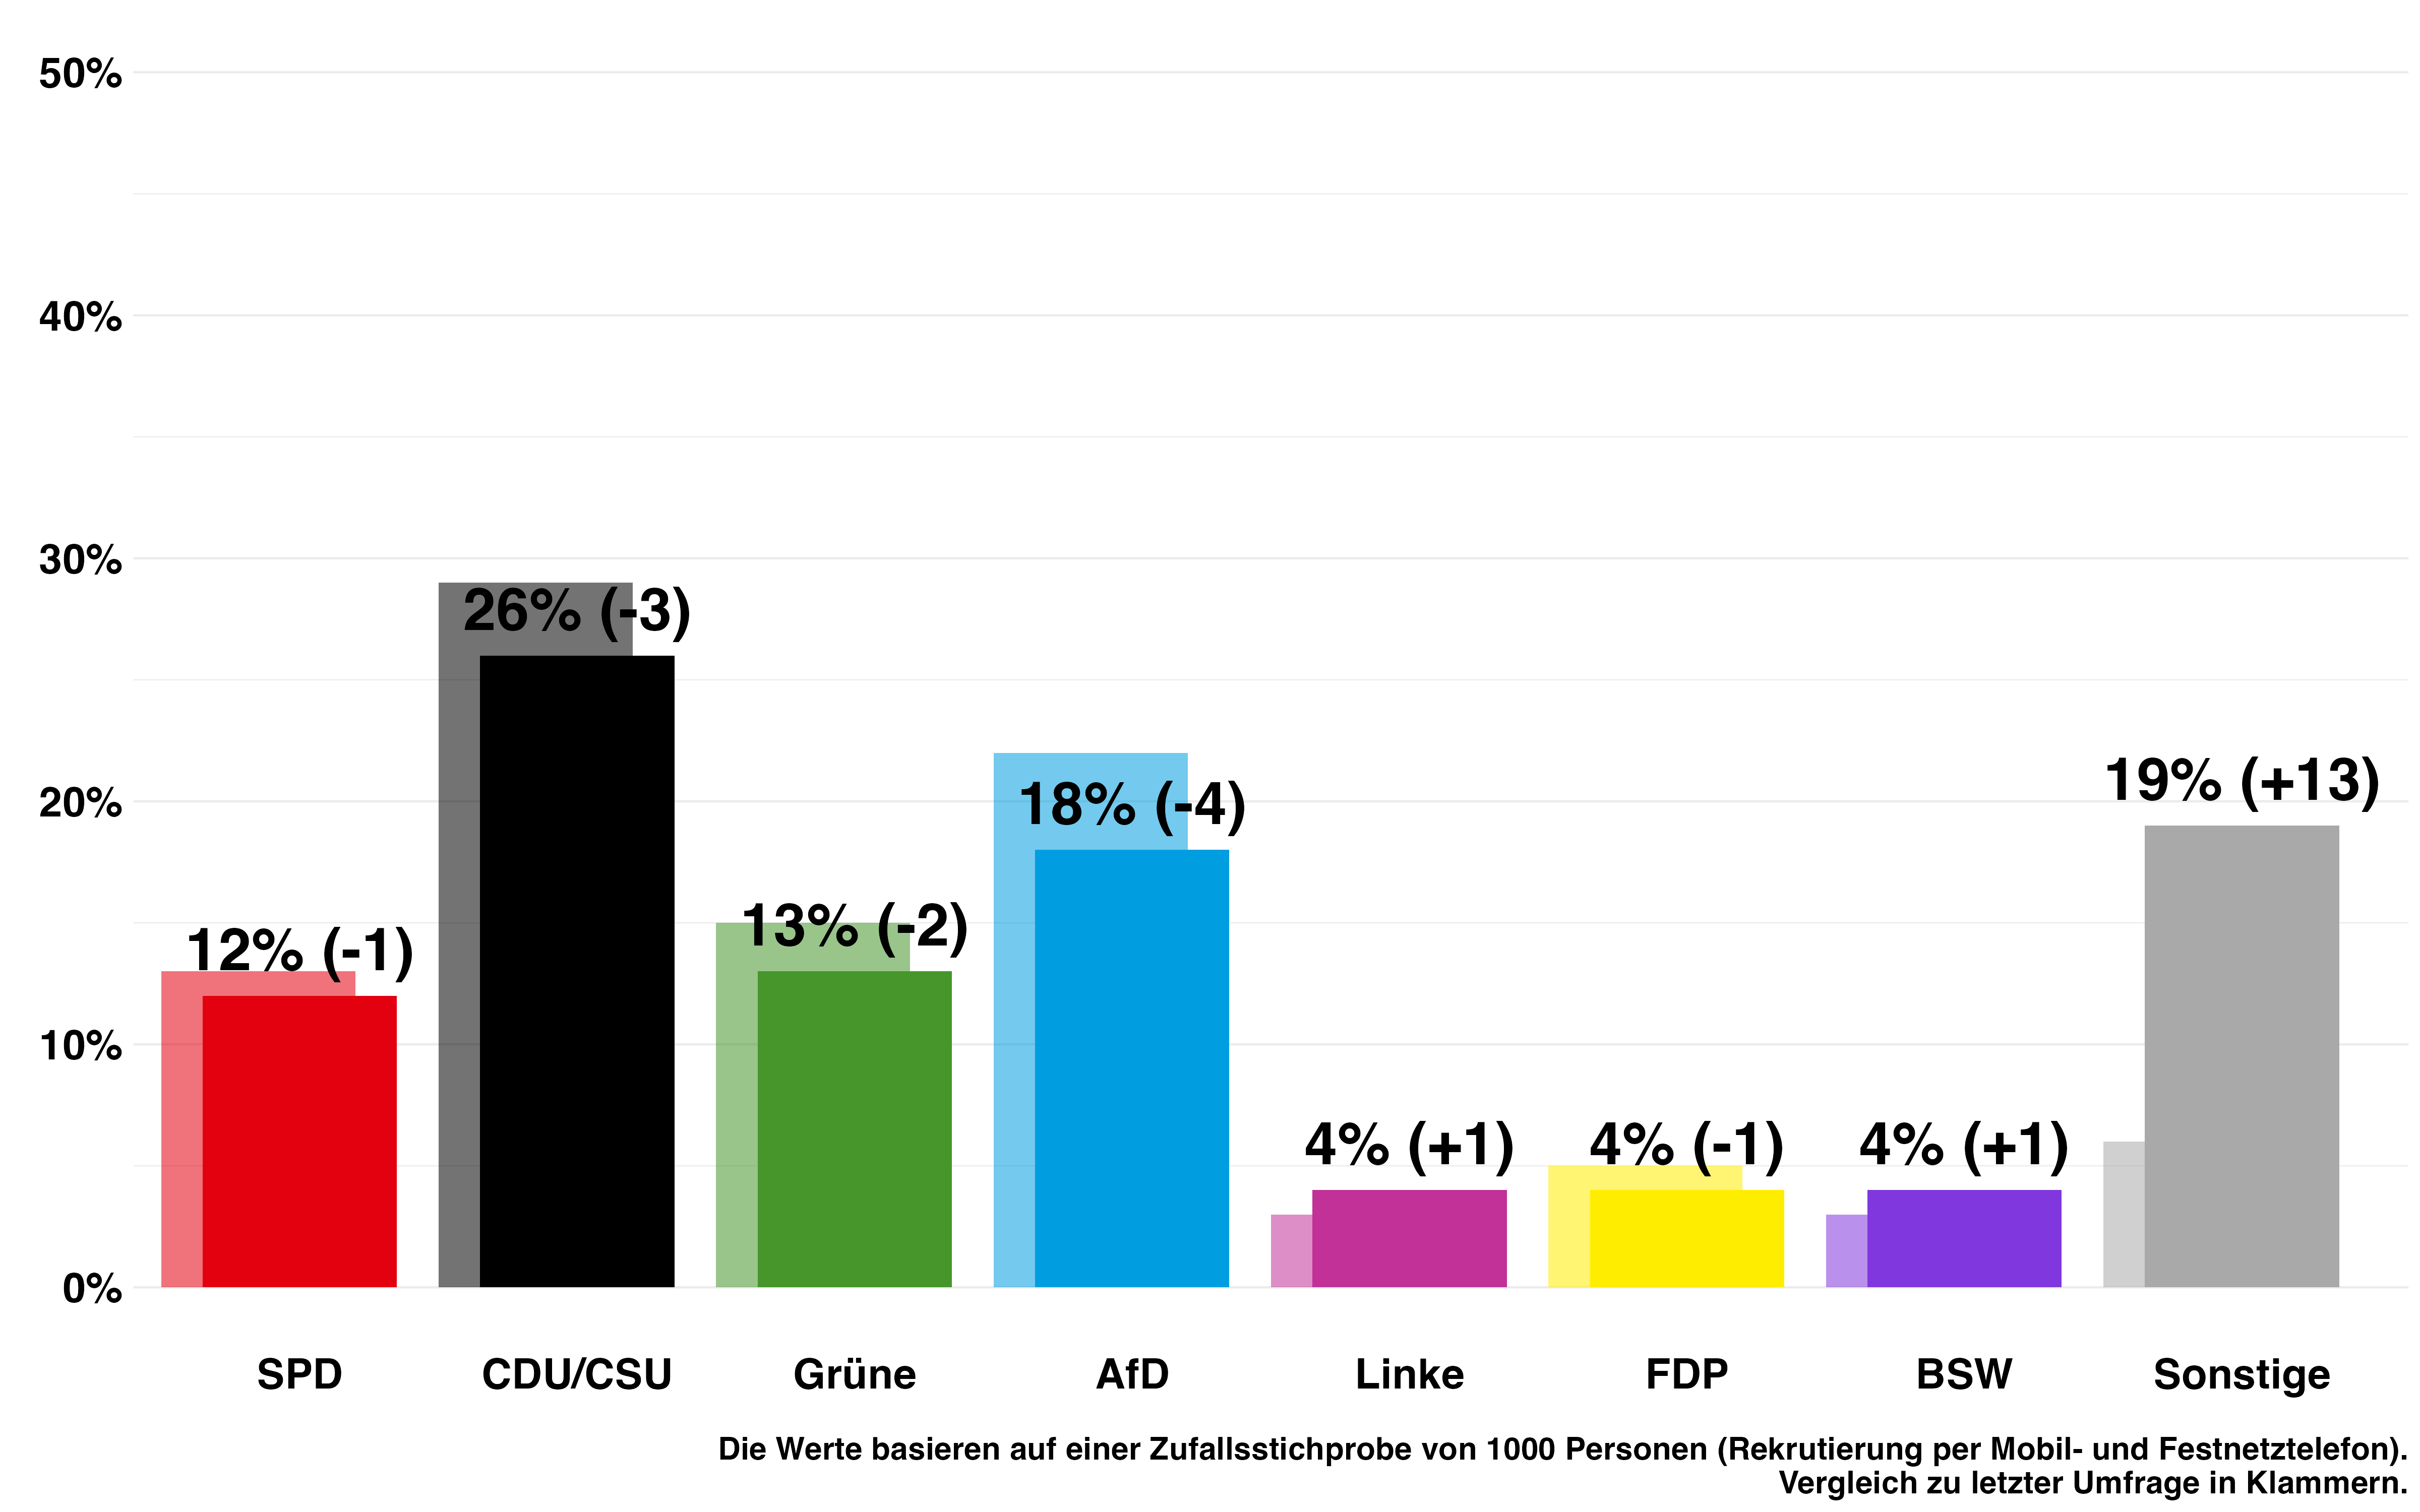 50%
40%
30%
20%
10%
0%
12% (-1)
26% (-3)
13% (-2)
18% (-4)
4% (+1)
4% (-1)
4% (+1)
19% (+13)
SPD
CDU/CSU
Grüne
AfD
Linke
FDP
BSW
Sonstige
Die Werte basieren auf einer Zufallsstichprobe von 1000 Personen (Rekrutierung per Mobil- und Festnetztelefon).
Vergleich zu letzter Umfrage in Klammern.